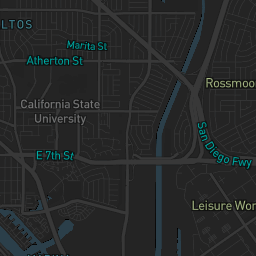 LTOS
Marita St
Atherton St
Rossmoo
California State
University
San Diego Fwy
E 7th St
Leisure Wor